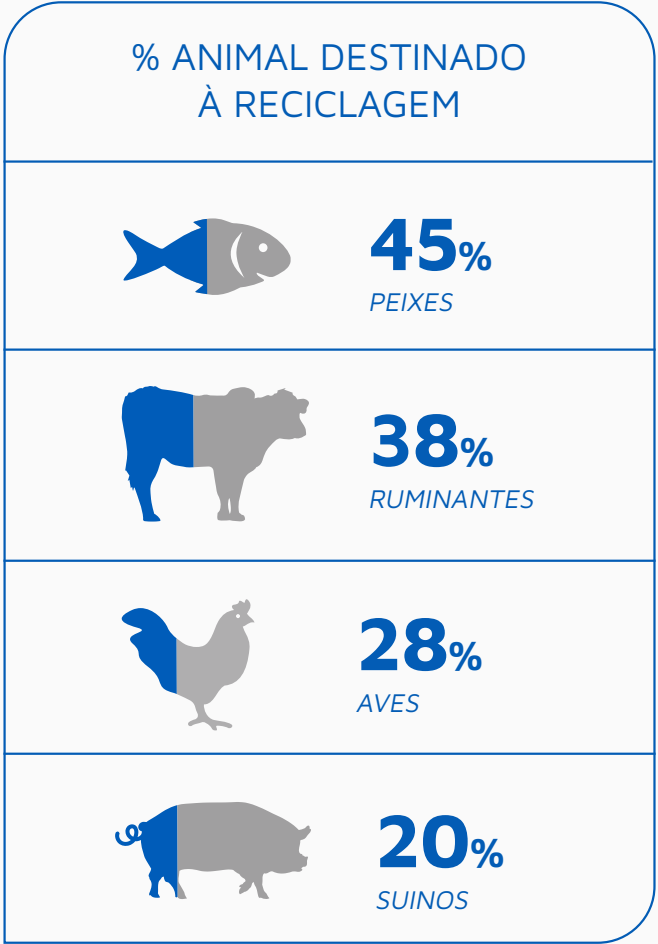 % ANIMAL DESTINADO
À RECICLAGEM
45%
PEIXES
38%
RUMINANTES
28%
AVES
20%
SUINOS